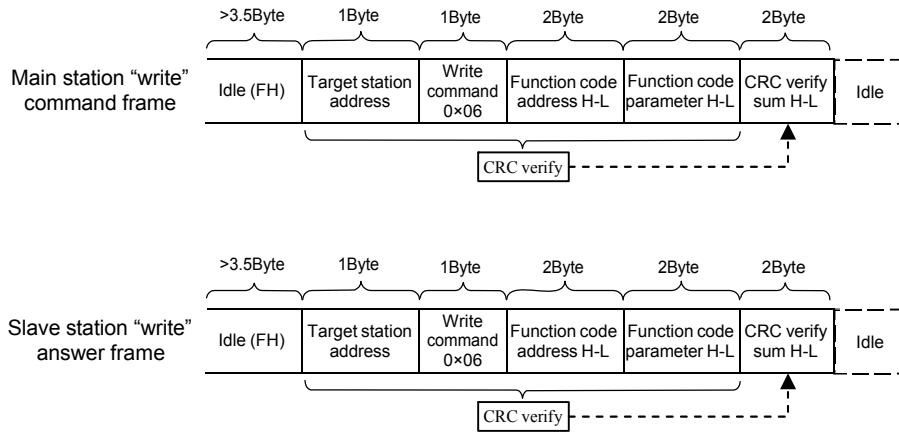 >3.5Byte 1Byte 1Byte 2Byte 2Byte 2Byte
Main station “write”
command frame
Idle (FH)
Target station
address
Write
command
0×06
Function code
address H-L
Function code
parameter H-L
CRC verify
sum H-L
Idle
CRC verify
>3.5Byte 1Byte 1Byte 2Byte 2Byte 2Byte
Slave station “write”
answer frame
Idle (FH)
Target station
address
Write
command
0×06
Function code
address H-L
Function code
parameter H-L
CRC verify
sum H-L
Idle
CRC verify